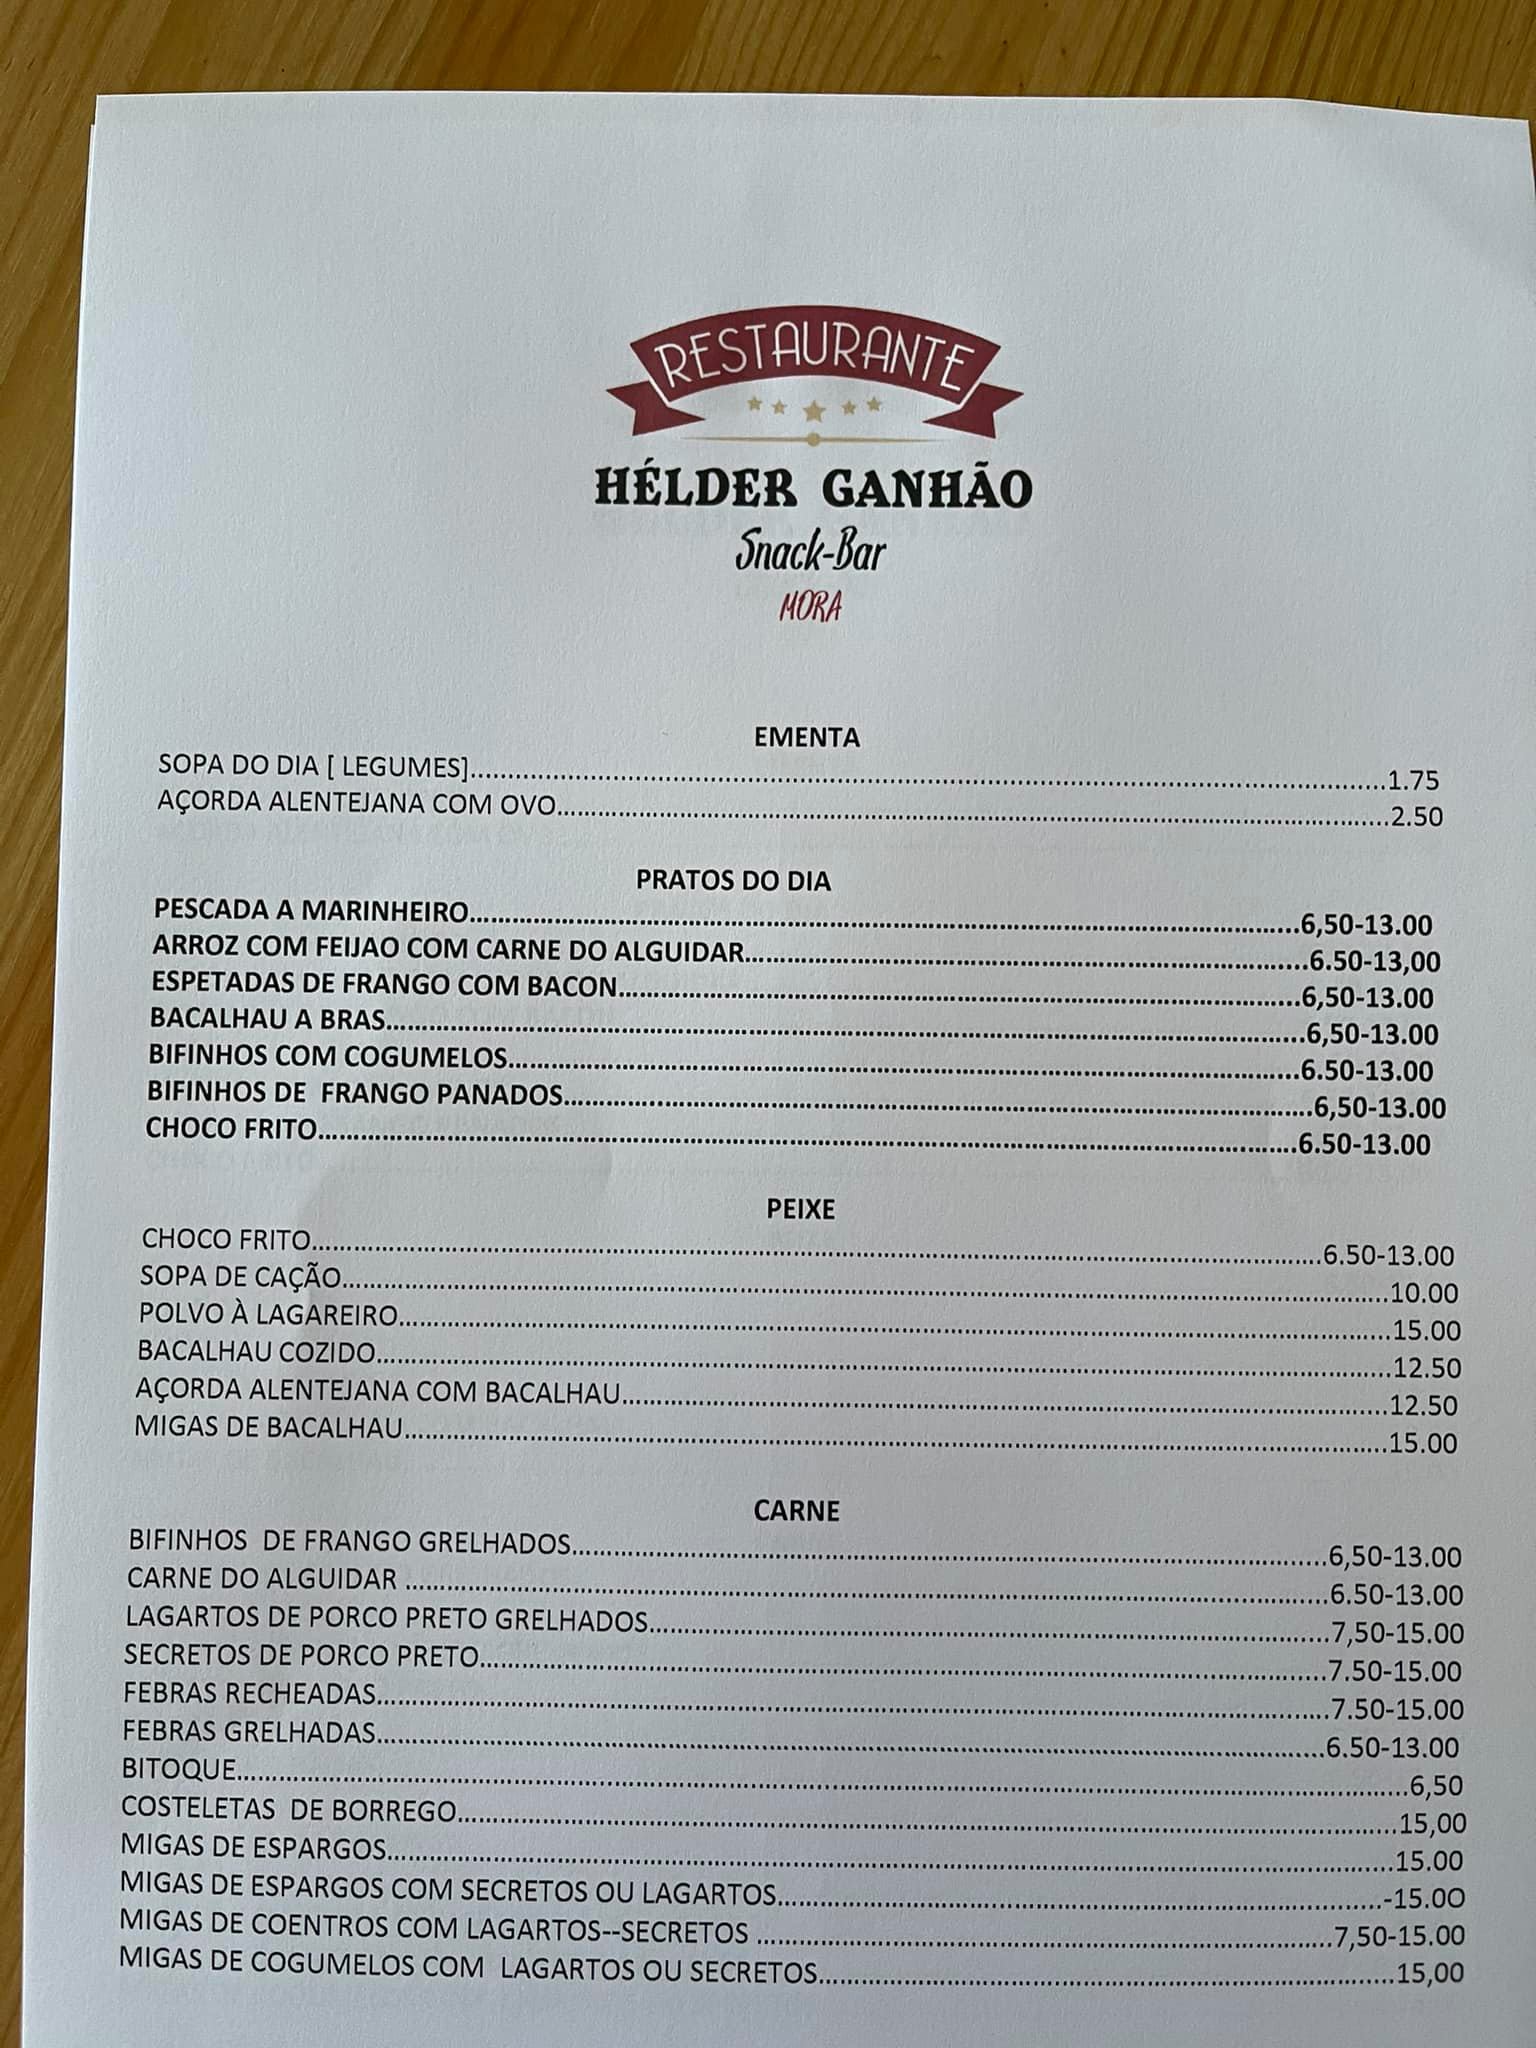 RESTAURANTE
HÉLDER GANHÃO
Snack-Bar
MORA
EMENTA
SOPA DO DIA [ LEGUMES]........1.75
AÇORDA ALENTEJANA COM OVO........2.50
PRATOS DO DIA
PESCADA A MARINHEIRO........6,50-13.00
ARROZ COM FEIJAO COM CARNE DO ALGUIDAR........6.50-13,00
ESPETADAS DE FRANGO COM BACON........6,50-13.00
BACALHAU A BRAS........6,50-13.00
BIFINHOS COM COGUMELOS........6.50-13.00
BIFINHOS DE  FRANGO PANADOS........6,50-13.00
CHOCO FRITO........6.50-13.00
PEIXE
CHOCO FRITO........6.50-13.00
SOPA DE CAÇÃO........10.00
POLVO À LAGAREIRO........15.00
BACALHAU COZIDO........12.50
AÇORDA ALENTEJANA COM BACALHAU........12.50
MIGAS DE BACALHAU........15.00
CARNE
BIFINHOS  DE FRANGO GRELHADOS........6,50-13.00
CARNE DO ALGUIDAR ........6.50-13.00
LAGARTOS DE PORCO PRETO GRELHADOS........7,50-15.00
SECRETOS DE PORCO PRETO........7.50-15.00
FEBRAS RECHEADAS........7.50-15.00
FEBRAS GRELHADAS........6.50-13.00
BITOQUE........6,50
COSTELETAS  DE BORREGO........15,00
MIGAS DE ESPARGOS........15.00
MIGAS DE ESPARGOS COM SECRETOS OU LAGARTOS........-15.0O
MIGAS DE COENTROS COM LAGARTOS--SECRETOS ........7,50-15.00
MIGAS DE COGUMELOS COM  LAGARTOS OU SECRETOS........15,00